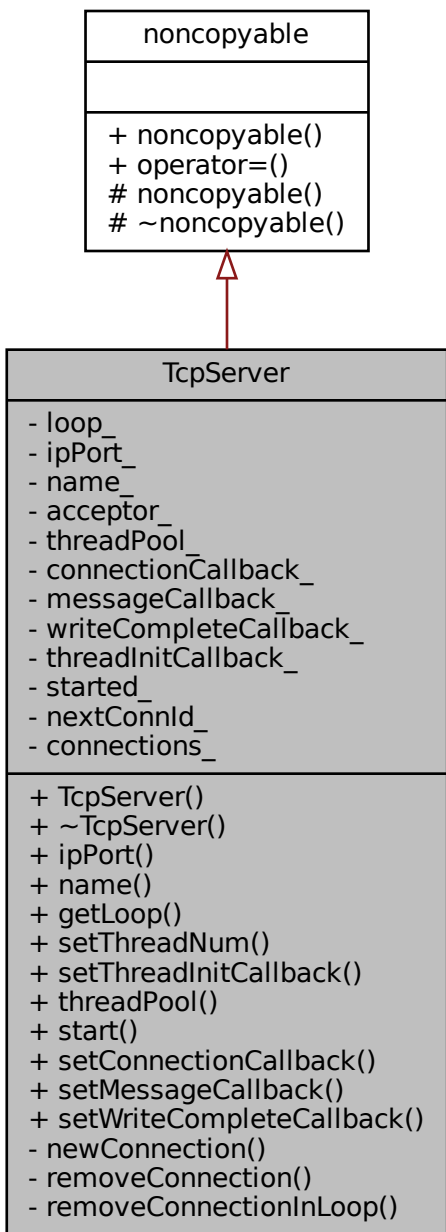 noncopyable
+ noncopyable()
+ operator=()
# noncopyable()
# ~noncopyable()
TcpServer
- loop_
- ipPort_
- name_
- acceptor_
- threadPool_
- connectionCallback_
- messageCallback_
- writeCompleteCallback_
- threadInitCallback_
- started_
- nextConnId_
- connections_
+ TcpServer()
+ ~TcpServer()
+ ipPort()
+ name()
+ getLoop()
+ setThreadNum()
+ setThreadInitCallback()
+ threadPool()
+ start()
+ setConnectionCallback()
+ setMessageCallback()
+ setWriteCompleteCallback()
- newConnection()
- removeConnection()
- removeConnectionInLoop()